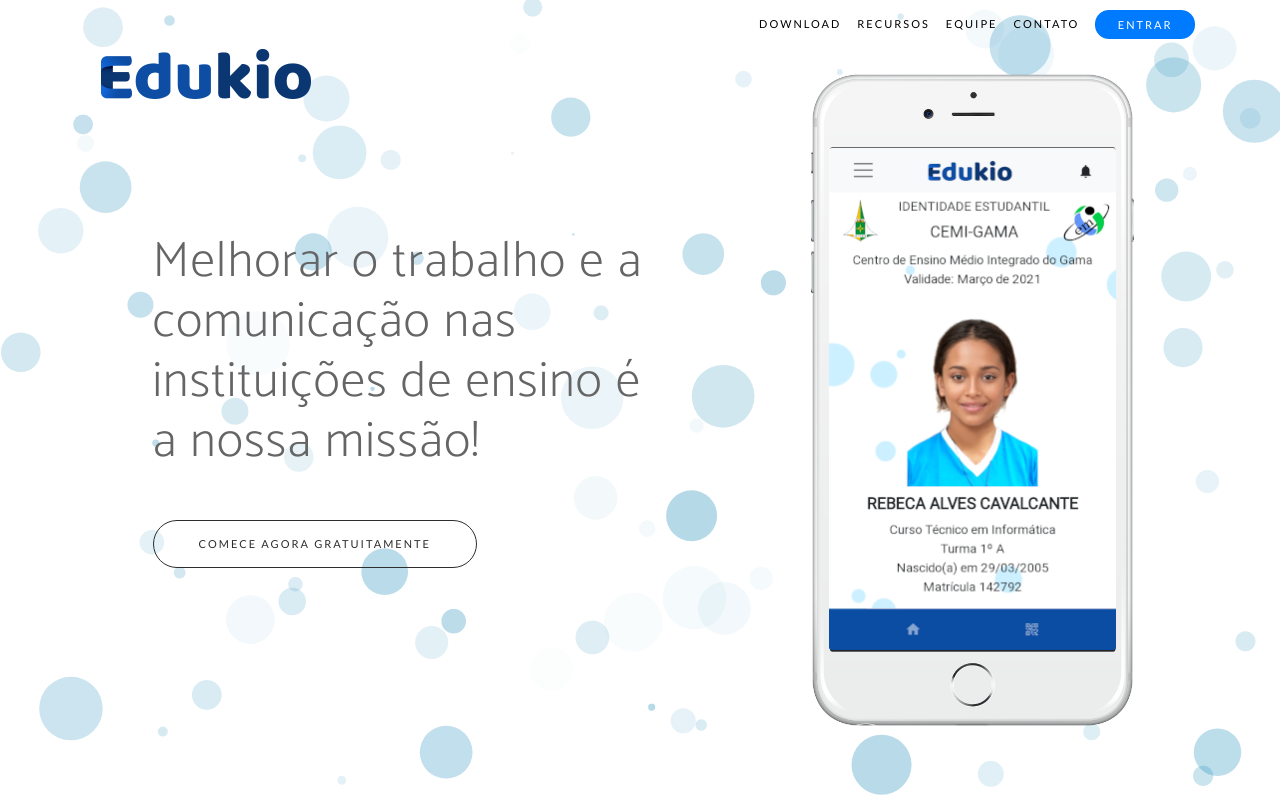 DOWNLOAD RECURSOS EQUIPE CONTATO ENTRAR
Edukio
Melhorar o trabalho e a
comunicação nas
instituições de ensino é
a nossa missão!
COMECE AGORA GRATUITAMENTE
Edukio
IDENTIDADE ESTUDANTIL
CEMI-GAMA
Centro de Ensino Médio Integrado do Gama
Validade: Março de 2021
REBECA ALVES CAVALCANTE
Curso Técnico em Informática
Turma 1º A
Nascido(a) em 29/03/2005
Matrícula 142792